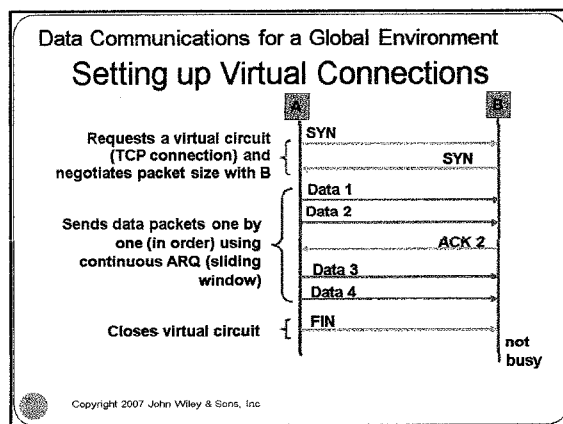 Data Communications for a Global Environment
Setting up Virtual Connections
A
B
Requests a virtual circuit
(TCP connection) and
negotiates packet size with B
SYN
SYN
Data 1
Data 2
Sends data packets one by
one (in order) using
continuous ARQ (sliding
window)
ACK 2
Data 3
Data 4
Closes virtual circuit
FIN
not
busy
Copyright 2007 John Wiley & Sons, Inc